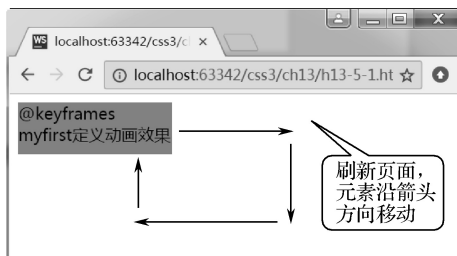 WS localhost:63342/css3/c ×
localhost:63342/css3/ch13/h13-5-1.ht
@keyframes
myfirst定义动画效果
刷新页面，
元素沿箭头
方向移动